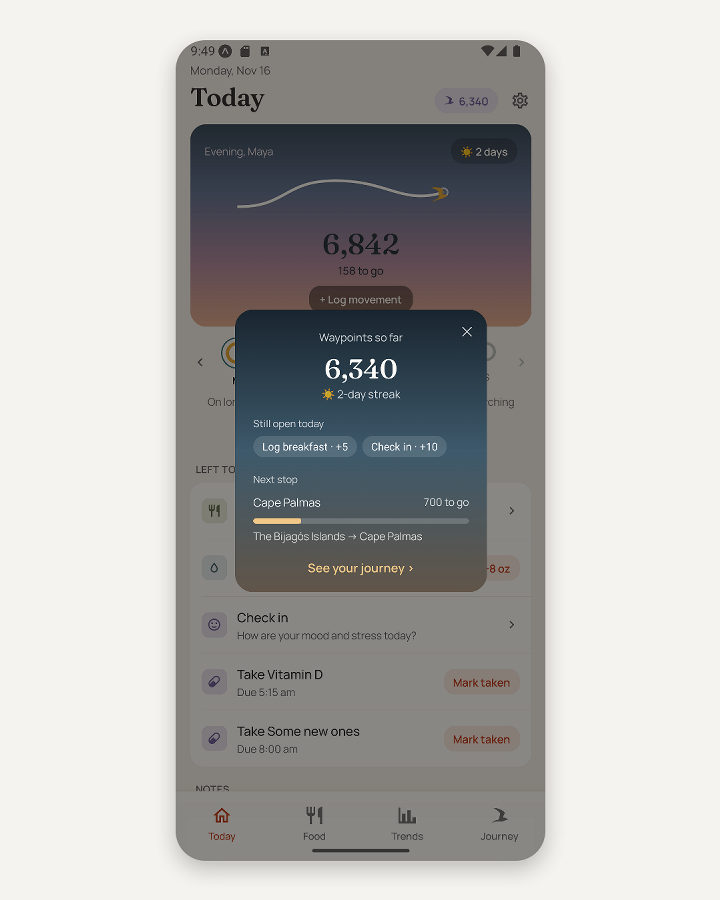 9:49
Monday, Nov 16
Today
6,340
Evening, Maya
2 days
6,842
158 to go
+ Log movement
Waypoints so far
6,340
2-day streak
Still open today
Log breakfast · +5
Check in · +10
Next stop
Cape Palmas
700 to go
The Bijagós Islands → Cape Palmas
See your journey ›
On
LEFT TO
8 oz
Check in
How are your mood and stress today?
Take Vitamin D
Due 5:15 am
Mark taken
Take Some new ones
Due 8:00 am
Mark taken
NOTES
Today
Food
Trends
Journey